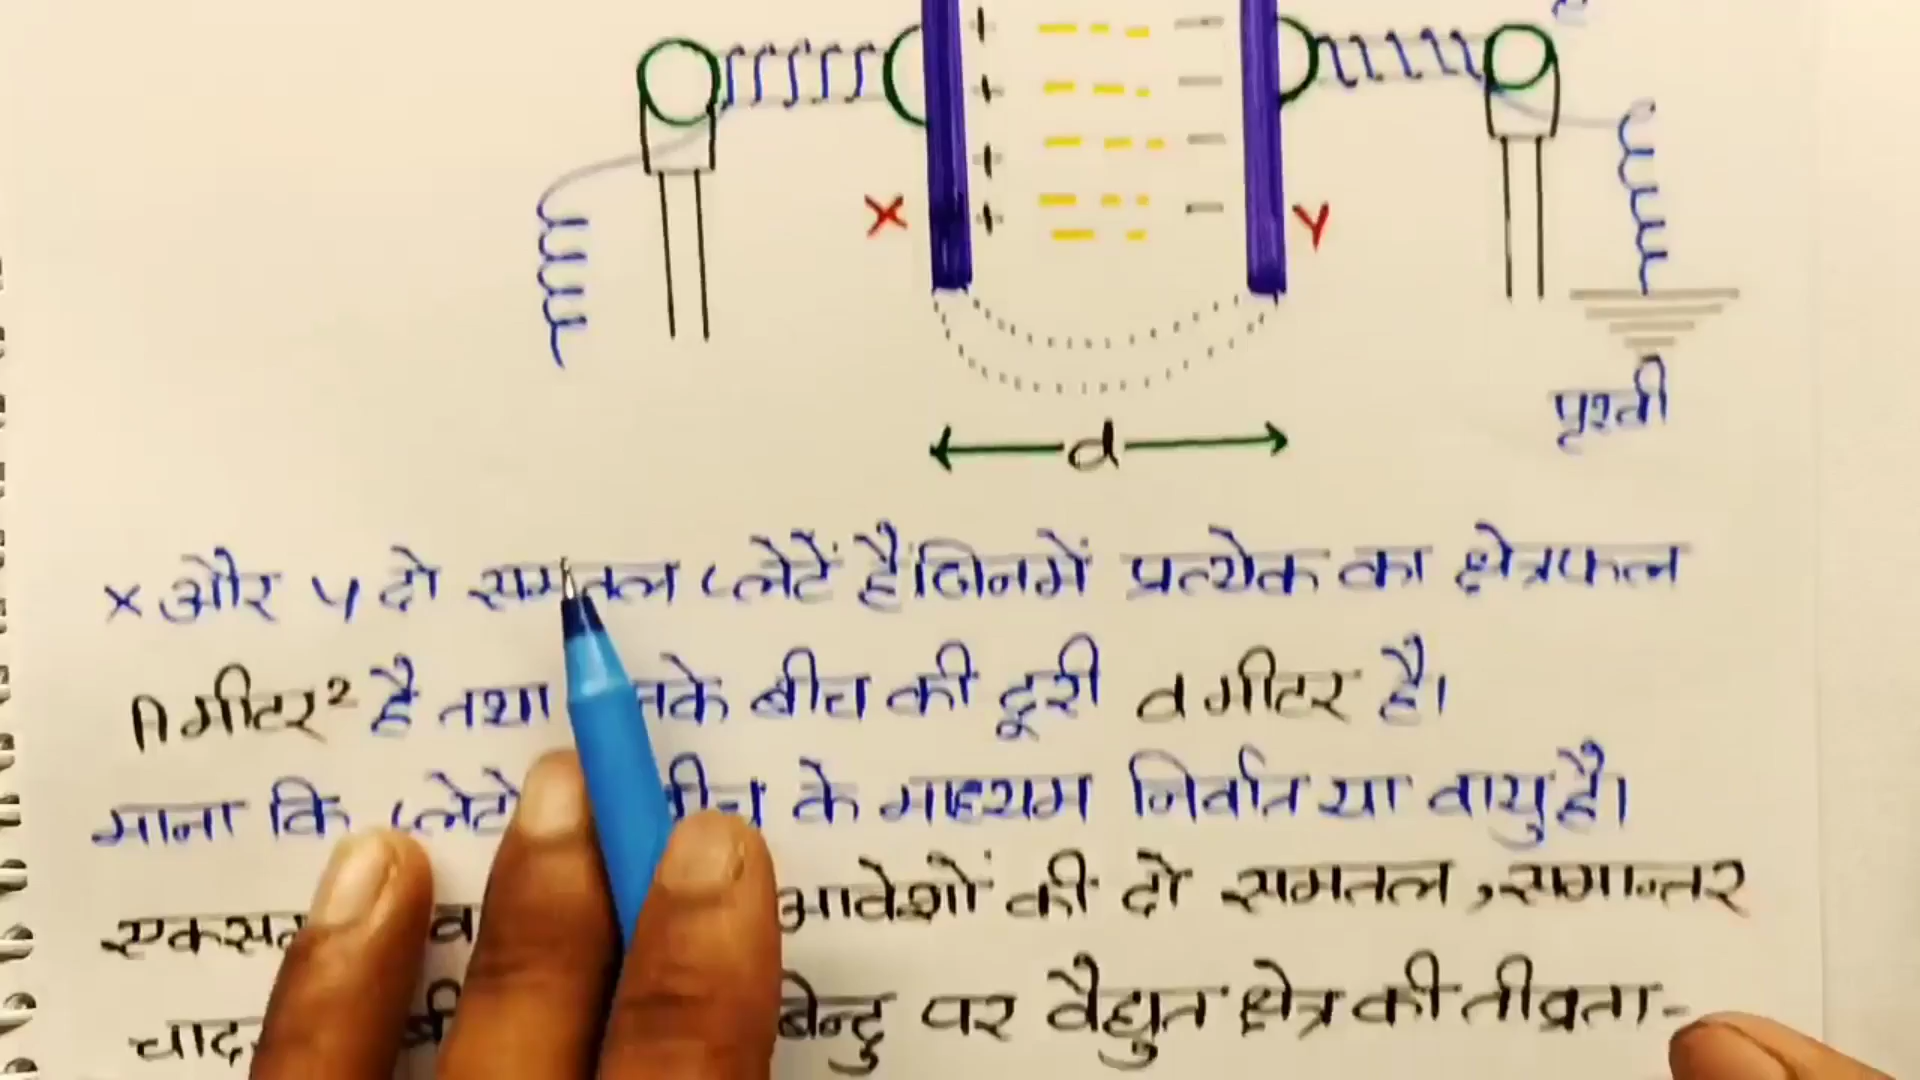 X Y
पृथ्वी
d
x और y दो समतल प्लेटें हैं जिनमें प्रत्येक का क्षेत्रफल
A मीटर² है तथा के बीच की दूरी d मीटर है।
माना कि प्लेटो के माध्यम निर्वात या वायु है।
आवेशों की दो समतल, समान्तर
बिन्दु पर वैद्युत क्षेत्र की तीव्रता-